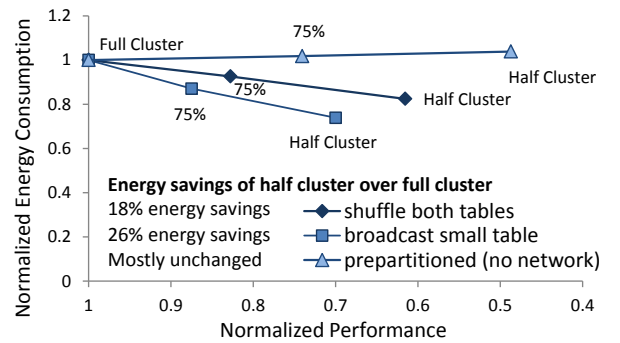 Normalized Energy Consumption
1.2
1
0.8
0.6
0.4
0.2
0
Full Cluster
75%
Half Cluster
75%
Half Cluster
75%
Half Cluster
Energy savings of half cluster over full cluster
18% energy savings shuffle both tables
26% energy savings broadcast small table
Mostly unchanged prepartitioned (no network)
1 0.9 0.8 0.7 0.6 0.5 0.4
Normalized Performance